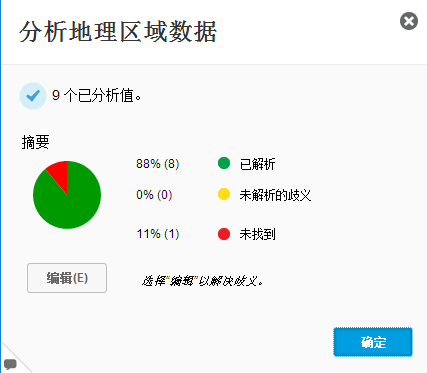 分析地理区域数据
9 个已分析值。
摘要
88% (8) 已解析
0% (0) 未解析的歧义
11% (1) 未找到
编辑(E) 选择"编辑"以解决歧义。
确定